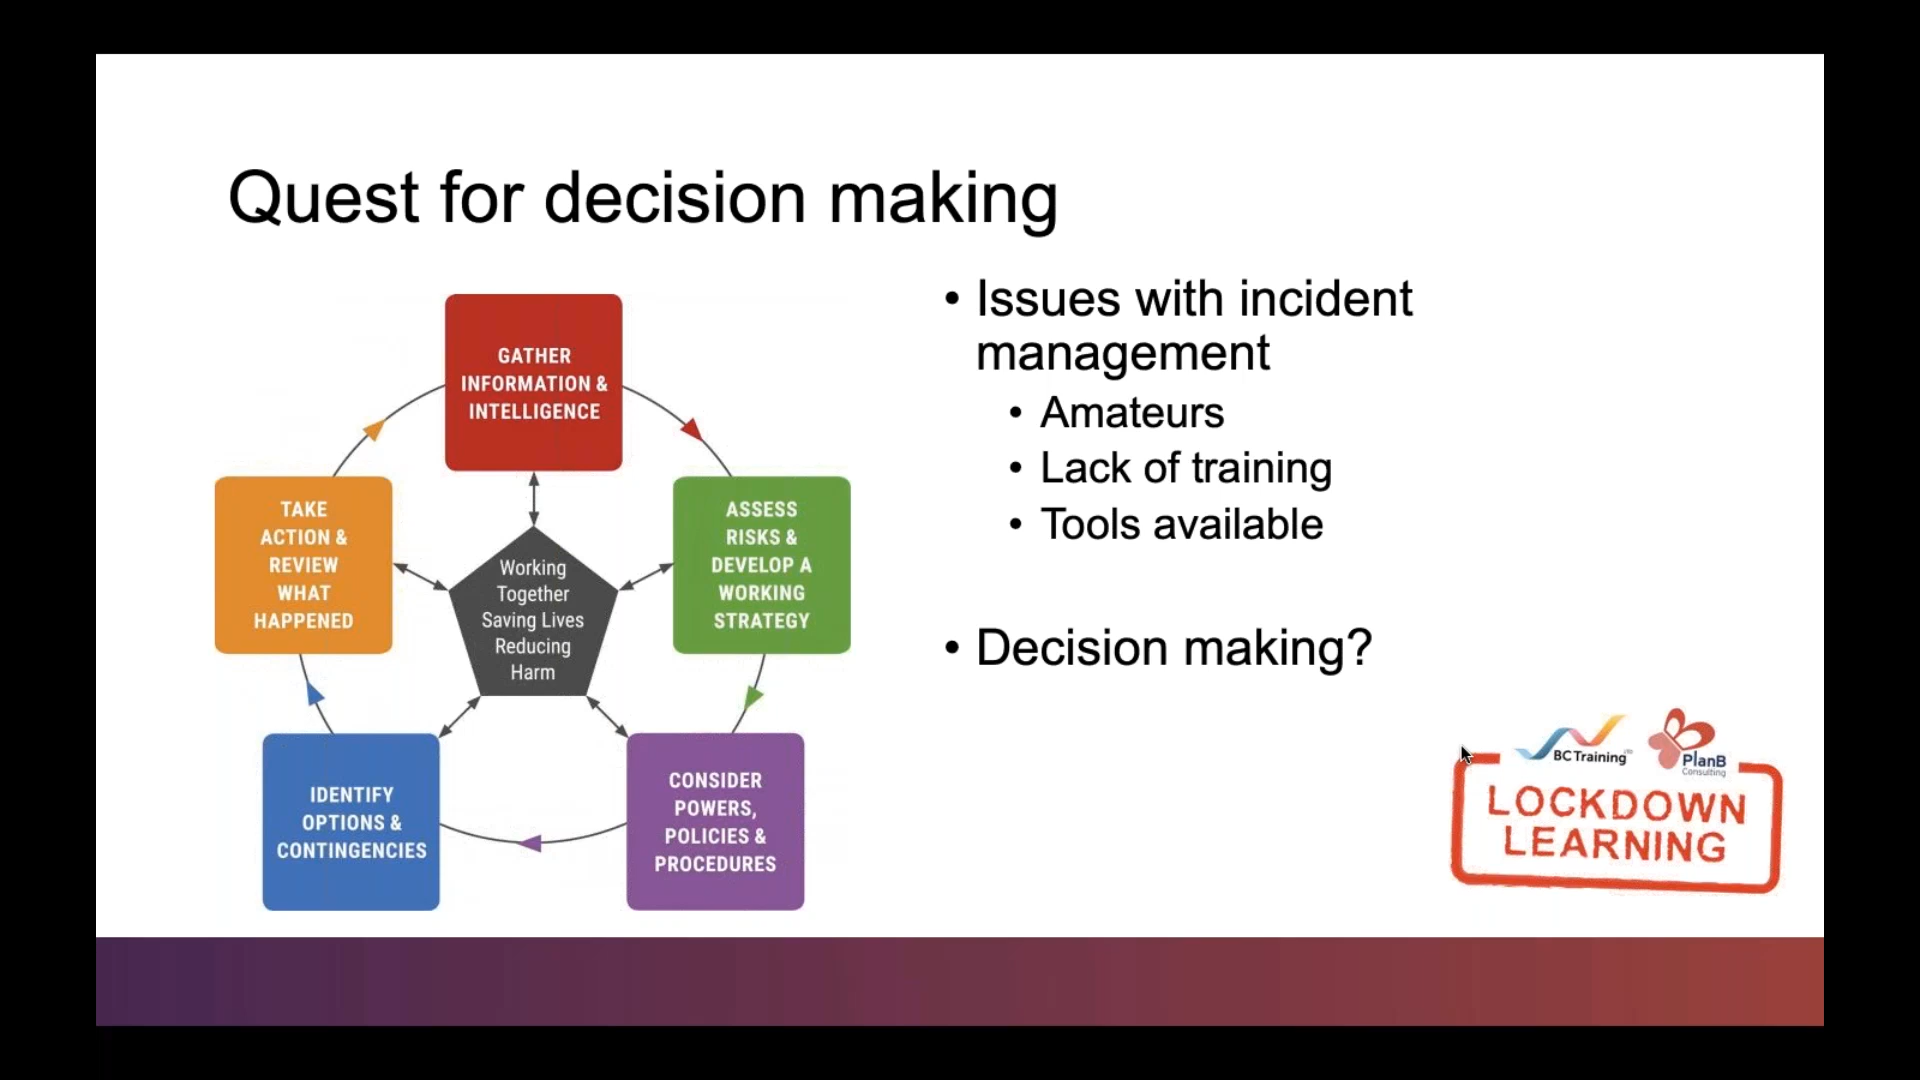 Quest for decision making
GATHER
INFORMATION &
INTELLIGENCE
ASSESS
RISKS &
DEVELOP A
WORKING
STRATEGY
CONSIDER
POWERS,
POLICIES &
PROCEDURES
IDENTIFY
OPTIONS &
CONTINGENCIES
TAKE
ACTION &
REVIEW
WHAT
HAPPENED
Working
Together
Saving Lives
Reducing
Harm
• Issues with incident
management
• Amateurs
• Lack of training
• Tools available
• Decision making?
BC Training
PlanB
Consulting
LOCKDOWN
LEARNING